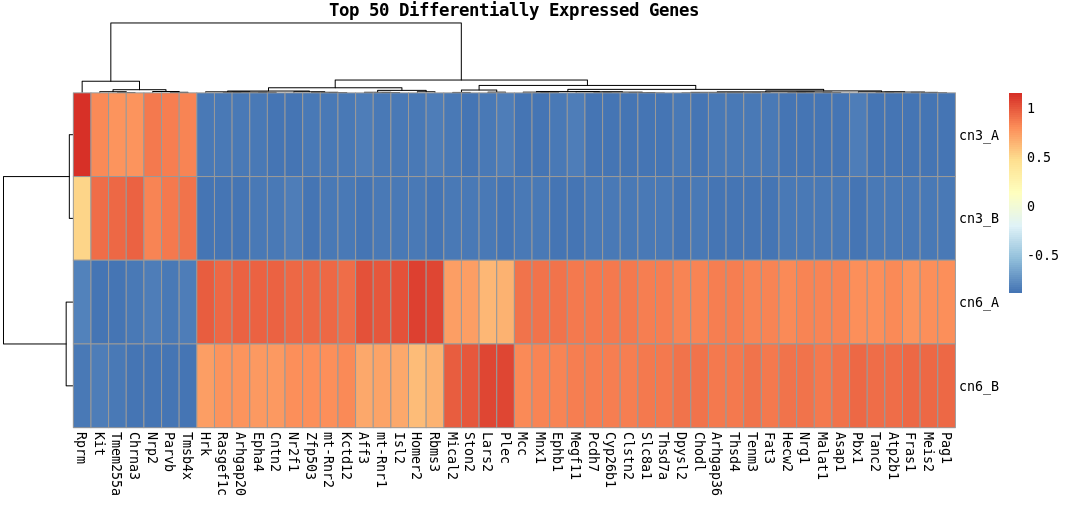 Top 50 Differentially Expressed Genes
cn3_A
cn3_B
cn6_A
cn6_B
1
0.5
0
-0.5
Rprm
Kit
Tmem255a
Chrna3
Nrp2
Parvb
Tmsb4x
Hrk
Rasgef1c
Arhgap20
Epha4
Cntn2
Nr2f1
Zfp503
mt-Rnr2
Kctd12
Aff3
mt-Rnr1
Isl2
Homer2
Rbms3
Mical2
Ston2
Lars2
Plec
Mcc
Mnx1
Ephb1
Megf11
Pcdh7
Cyp26b1
Clstn2
Slc8a1
Thsd7a
Dpysl2
Chodl
Arhgap36
Thsd4
Tenm3
Fat3
Hecw2
Nrg1
Malat1
Asap1
Pbx1
Tanc2
Atp2b1
Fras1
Meis2
Pag1